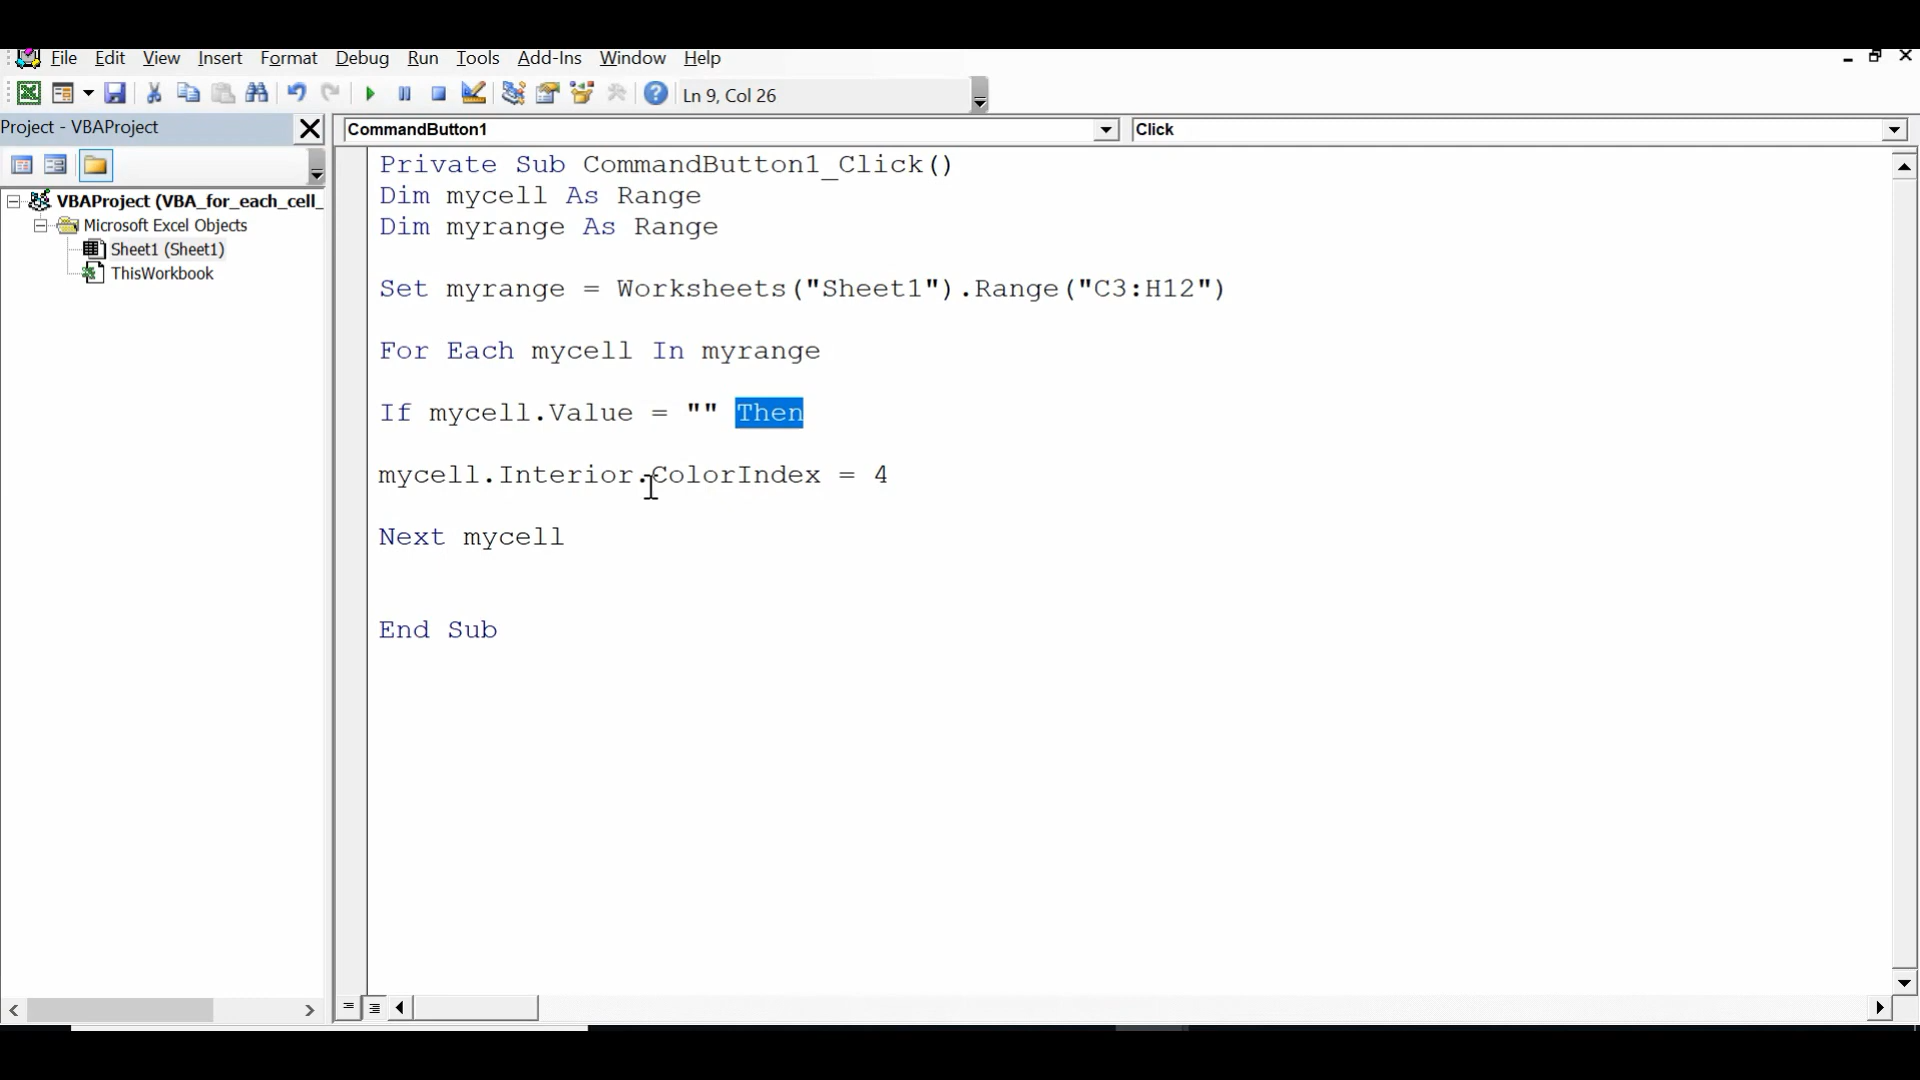 File Edit View Insert Format Debug Run Tools Add-Ins Window Help
Ln 9, Col 26
Project - VBAProject
CommandButton1
Click
VBAProject (VBA_for_each_cell_
Microsoft Excel Objects
Sheet1 (Sheet1)
ThisWorkbook
Private Sub CommandButton1_Click()
Dim mycell As Range
Dim myrange As Range
Set myrange = Worksheets("Sheet1").Range("C3:H12")
For Each mycell In myrange
If mycell.Value = "" Then
mycell.Interior.ColorIndex = 4
Next mycell
End Sub